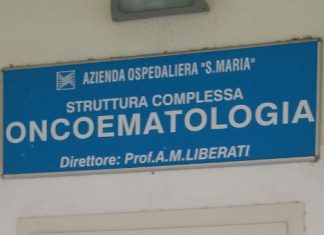 AZIENDA OSPEDALIERA "S.MARIA"
STRUTTURA COMPLESSA
ONCOEMATOLOGIA
Direttore: Prof.A.M.LIBERATI